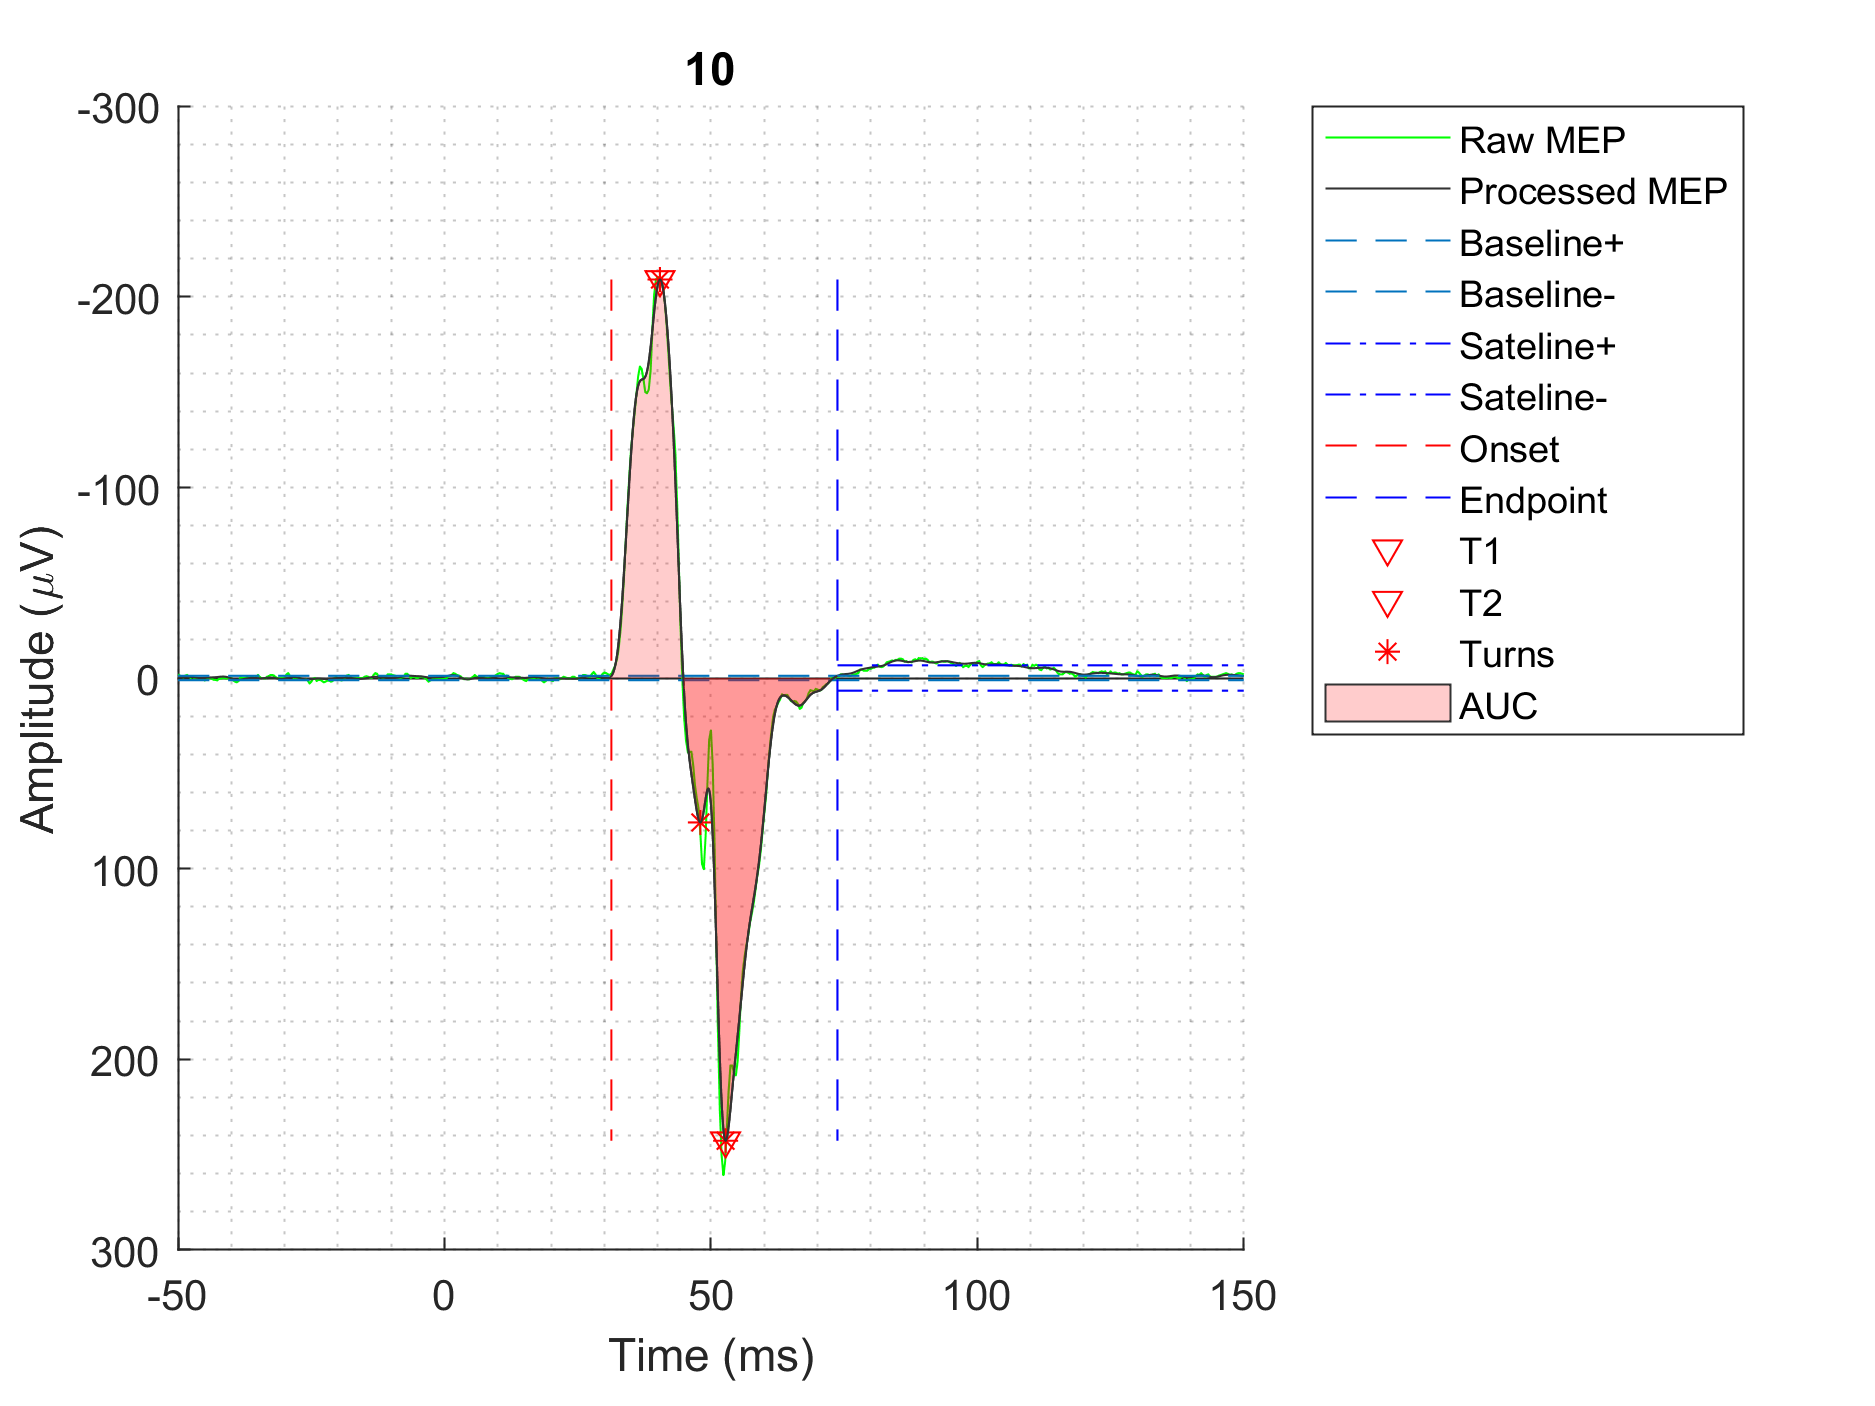 10
-300
-200
-100
0
100
200
300
Amplitude (μV)
-50 0 50 100 150
Time (ms)
Raw MEP
Processed MEP
Baseline+
Baseline-
Sateline+
Sateline-
Onset
Endpoint
T1
T2
Turns
AUC